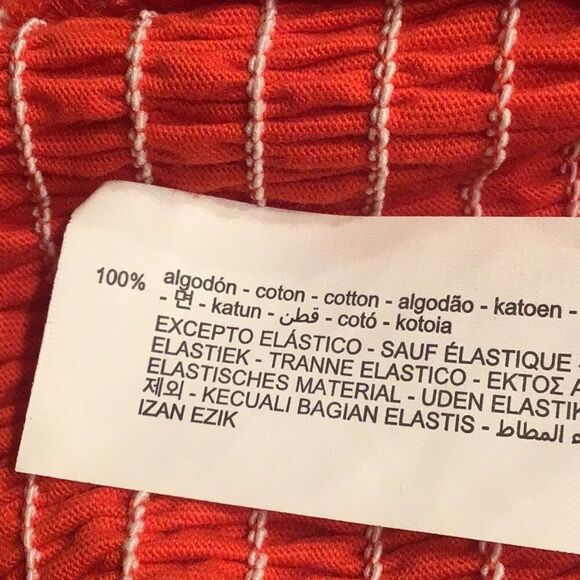 100% algodón - coton - cotton - algodão - katoen -
- 면 - katun - قطن - cotó - kotoia
EXCEPTO ELÁSTICO - SAUF ÉLASTIQUE -
ELASTIEK - TRANNE ELASTICO - ΕΚΤΟΣ Α
ELASTISCHES MATERIAL - UDEN ELASTIK
제외 - KECUALI BAGIAN ELASTIS - المطاط
IZAN EZIK